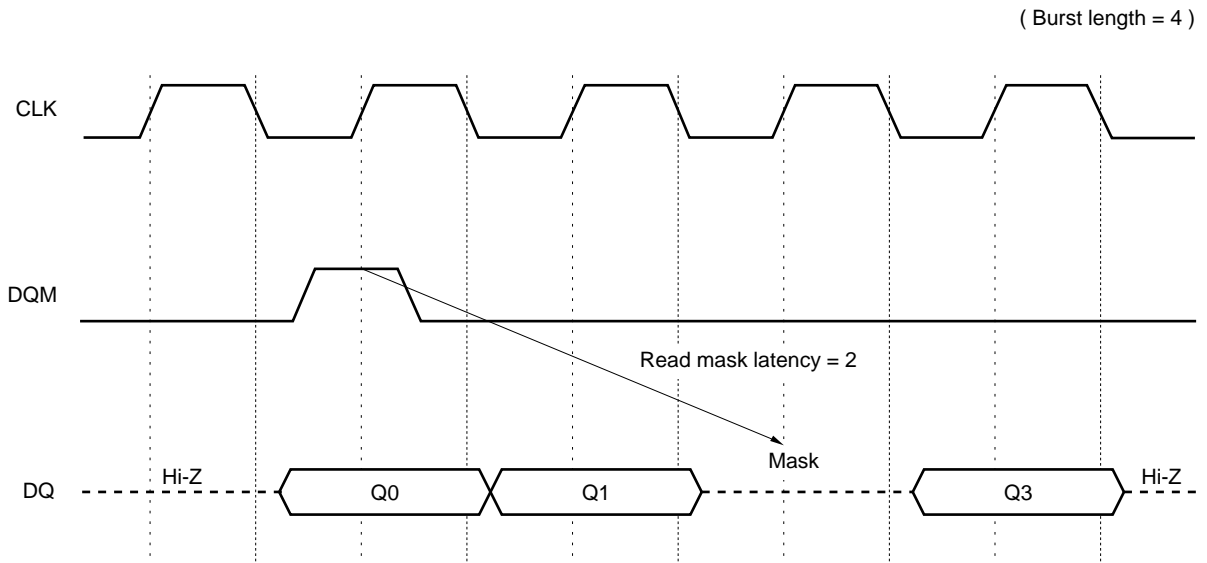 ( Burst length = 4 )
CLK
DQM
Read mask latency = 2
Mask
DQ
Hi-Z
Q0
Q1
Q3
Hi-Z